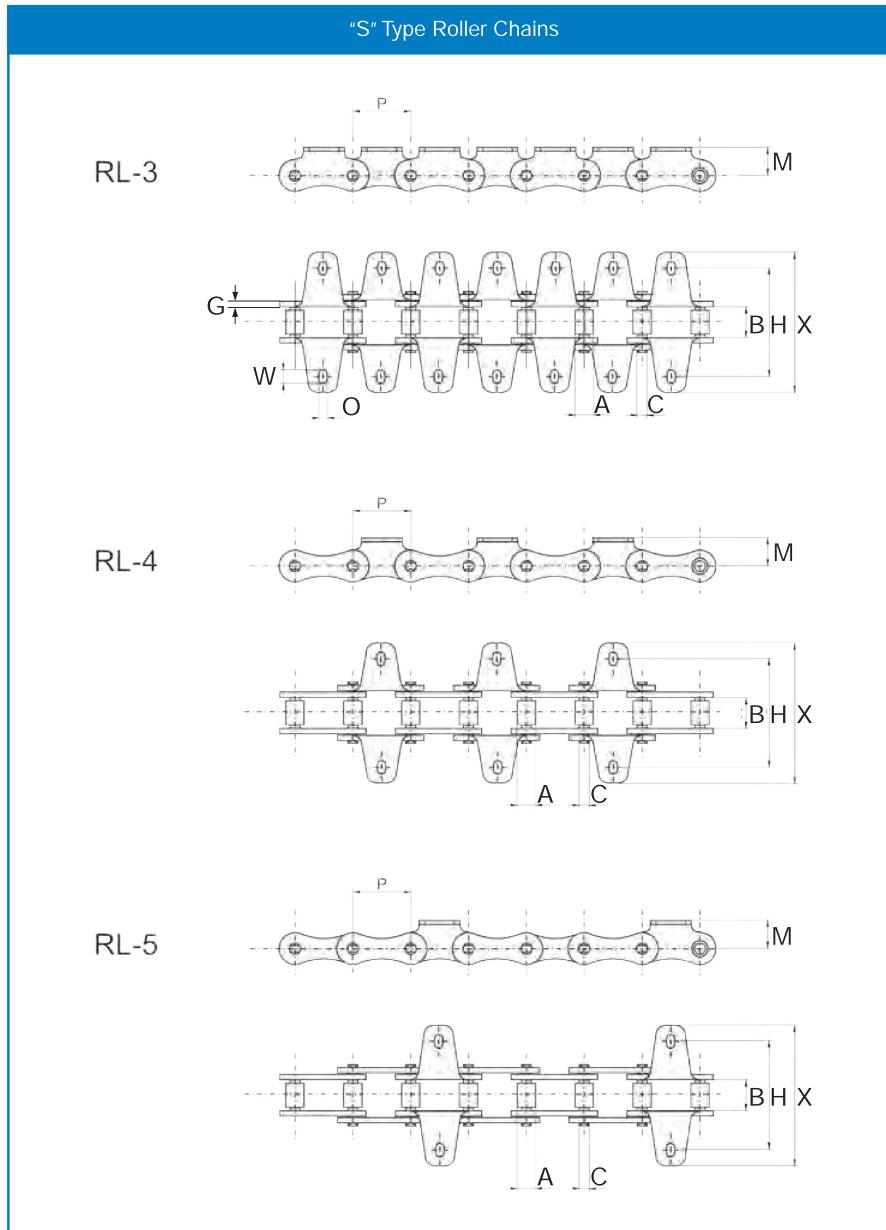 "S" Type Roller Chains
P
RL-3
M
G
B H X
W
O
A
C
P
RL-4
M
B H X
A
C
P
RL-5
M
B H X
A
C